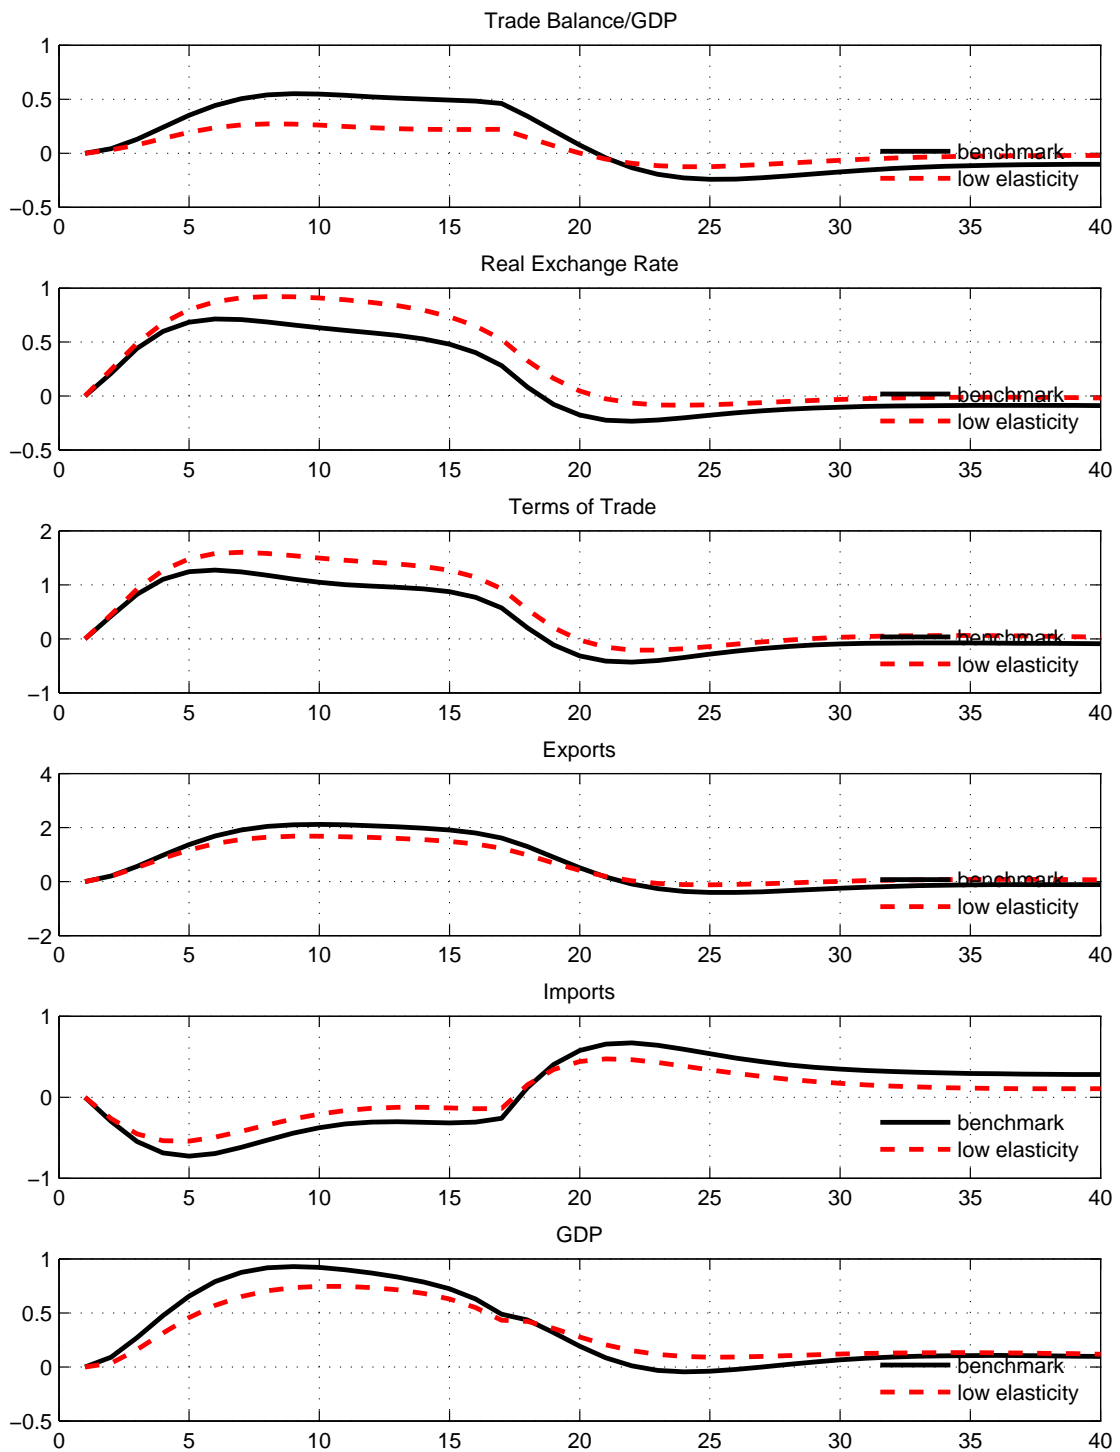 Trade Balance/GDP
1
0.5
0
−0.5
benchmark
low elasticity
0 5 10 15 20 25 30 35 40
Real Exchange Rate
1
0.5
0
−0.5
benchmark
low elasticity
0 5 10 15 20 25 30 35 40
Terms of Trade
2
1
0
−1
benchmark
low elasticity
0 5 10 15 20 25 30 35 40
Exports
4
2
0
−2
benchmark
low elasticity
0 5 10 15 20 25 30 35 40
Imports
1
0
−1
benchmark
low elasticity
0 5 10 15 20 25 30 35 40
GDP
1
0.5
0
−0.5
benchmark
low elasticity
0 5 10 15 20 25 30 35 40